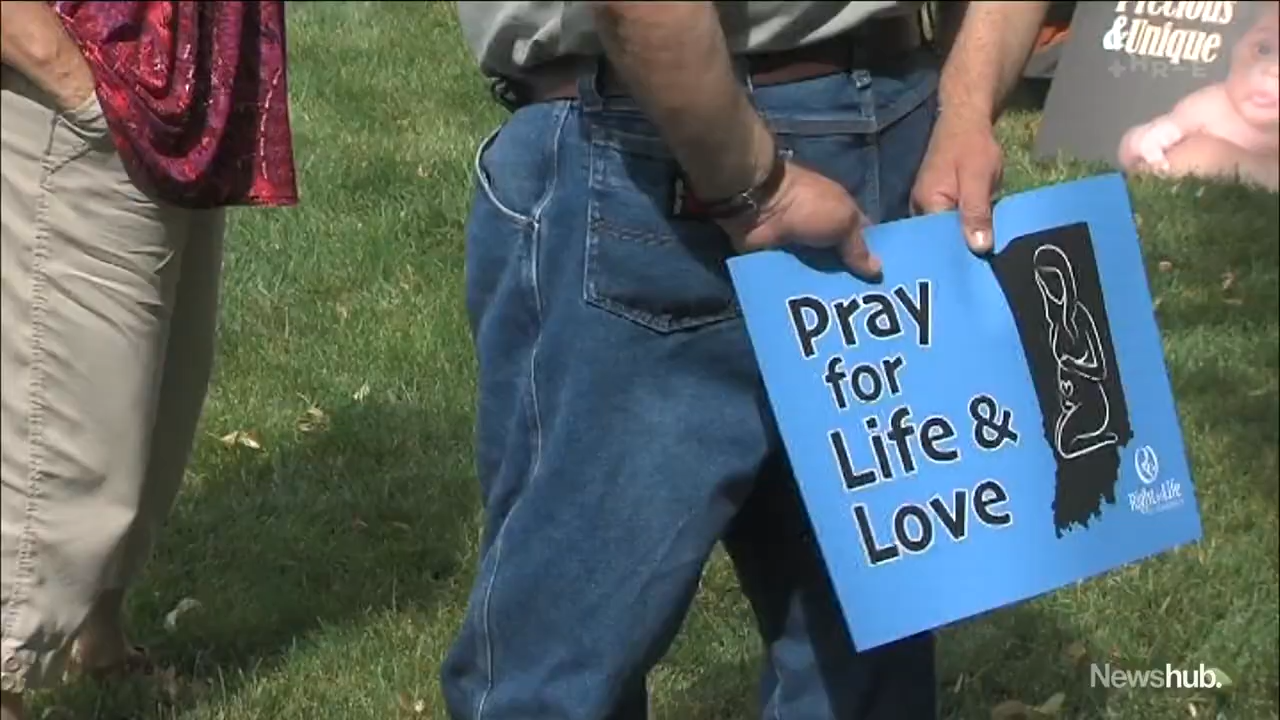 Precious
&Unique
Pray
for
Life &
Love
Right to Life
Newshub.